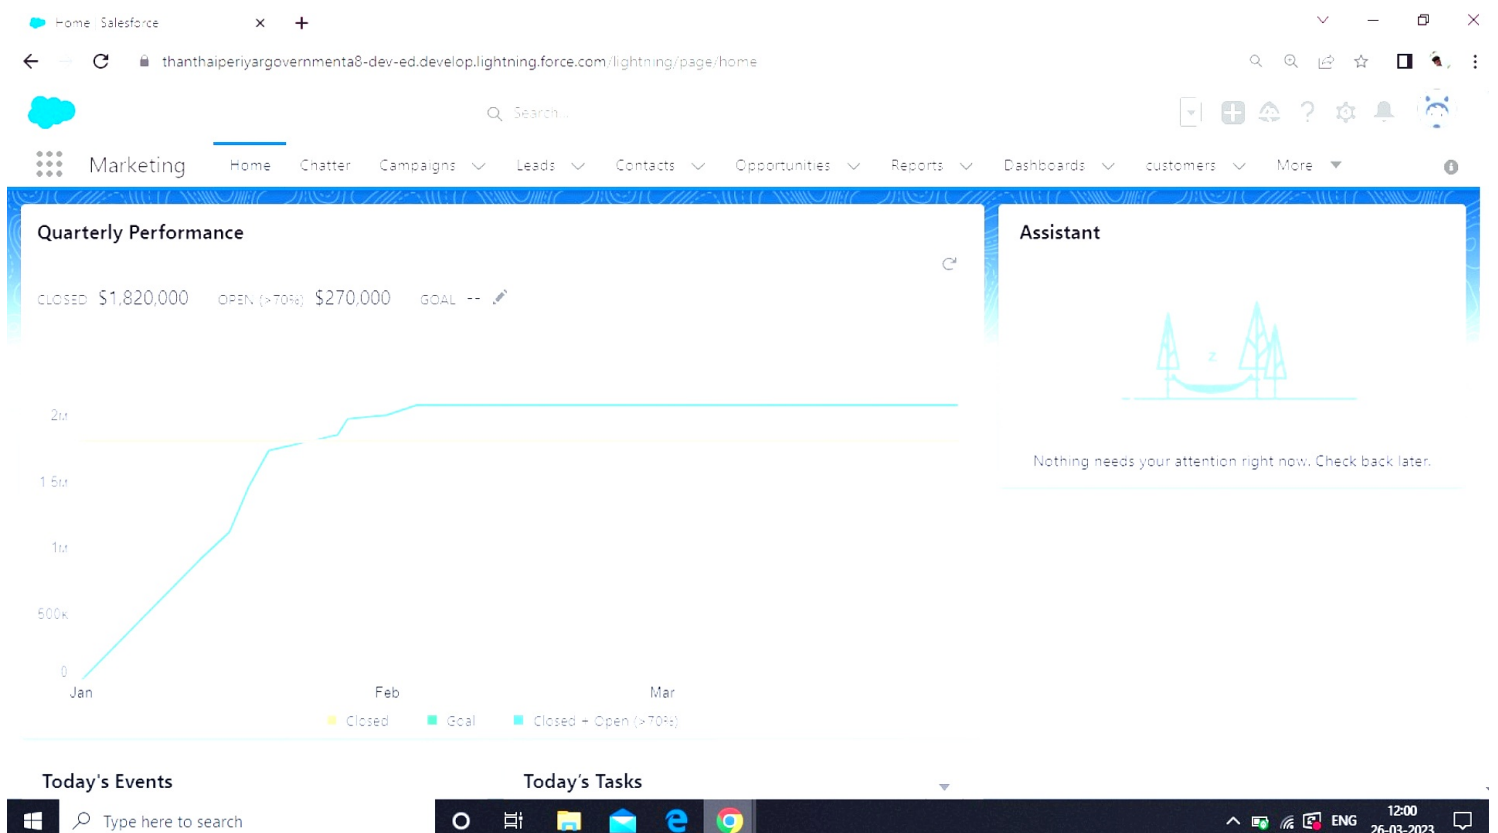 Home Salesforce
thanthaiperiyargovernmenta8-dev-ed.develop.lightning.force.com/lightning/page/home
Search...
Marketing Home Chatter Campaigns Leads Contacts Opportunities Reports Dashboards customers More
Quarterly Performance
CLOSED $1,820,000 OPEN (>70%) $270,000 GOAL --
2M
1.5M
1M
500K
0
Jan Feb Mar
Closed Goal Closed + Open (>70%)
Assistant
z
Nothing needs your attention right now. Check back later.
Today's Events Today's Tasks
Type here to search
ENG
12:00
26-03-2023